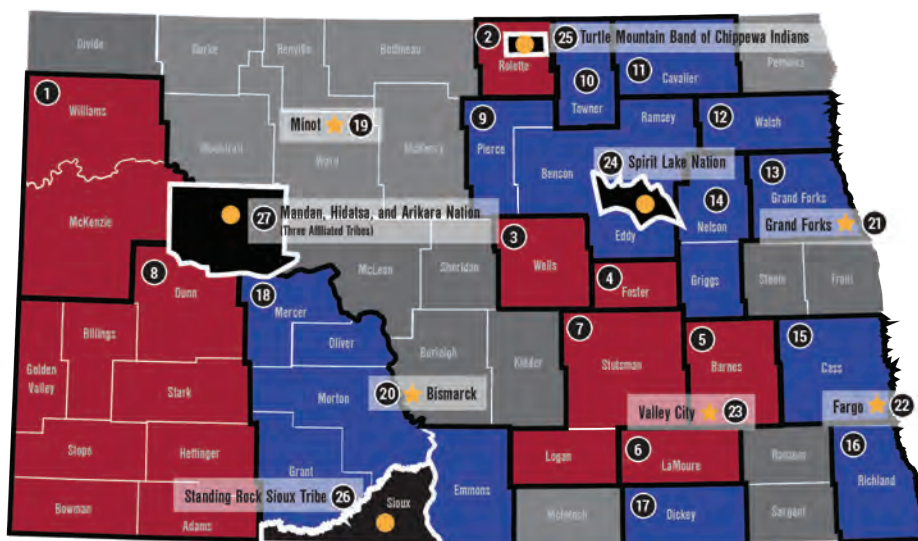 Divide
Burke
Renville
Bottineau
2
Rolette
25 Turtle Mountain Band of Chippewa Indians
10
Towner
11
Cavalier
Pembina
1
Williams
Minot 19
Mountrail
Ward
McHenry
9
Pierce
Benson
Ramsey
12
Walsh
24 Spirit Lake Nation
13
Grand Forks
14
Nelson
Grand Forks 21
McKenzie
27 Mandan, Hidatsa, and Arikara Nation
(Three Affiliated Tribes)
Eddy
8
Dunn
McLean
Sheridan
3
Wells
4
Foster
Griggs
Steele
Traill
18
Mercer
Oliver
Billings
Golden
Valley
Stark
Burleigh
Kidder
7
Stutsman
5
Barnes
15
Cass
Morton
20 Bismarck
Valley City 23
Fargo 22
Slope
Hettinger
Grant
Logan
6
LaMoure
Ransom
16
Richland
Standing Rock Sioux Tribe 26
Sioux
Emmons
Bowman
Adams
McIntosh
17
Dickey
Sargent